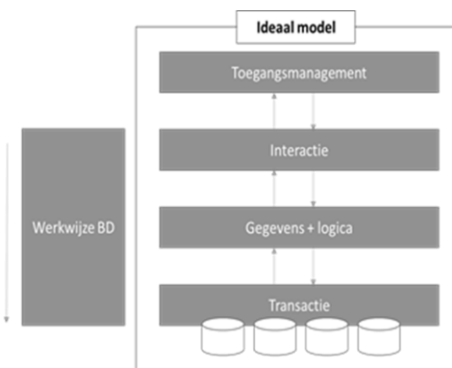 Ideaal model
Toegangsmanagement
Interactie
Werkwijze BD
Gegevens + logica
Transactie